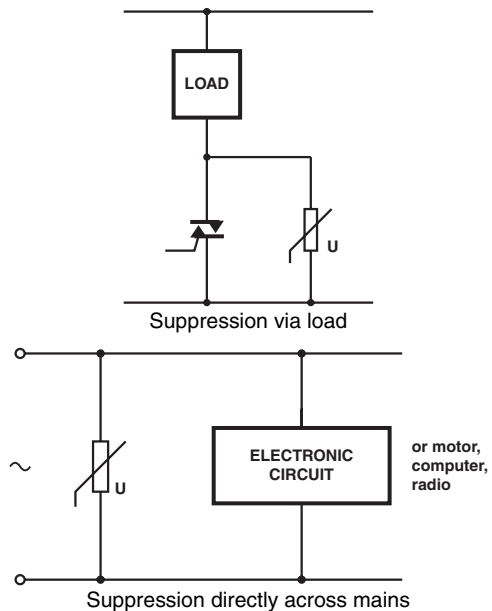 LOAD
U
Suppression via load
ELECTRONIC
CIRCUIT
or motor,
computer,
radio
U
Suppression directly across mains